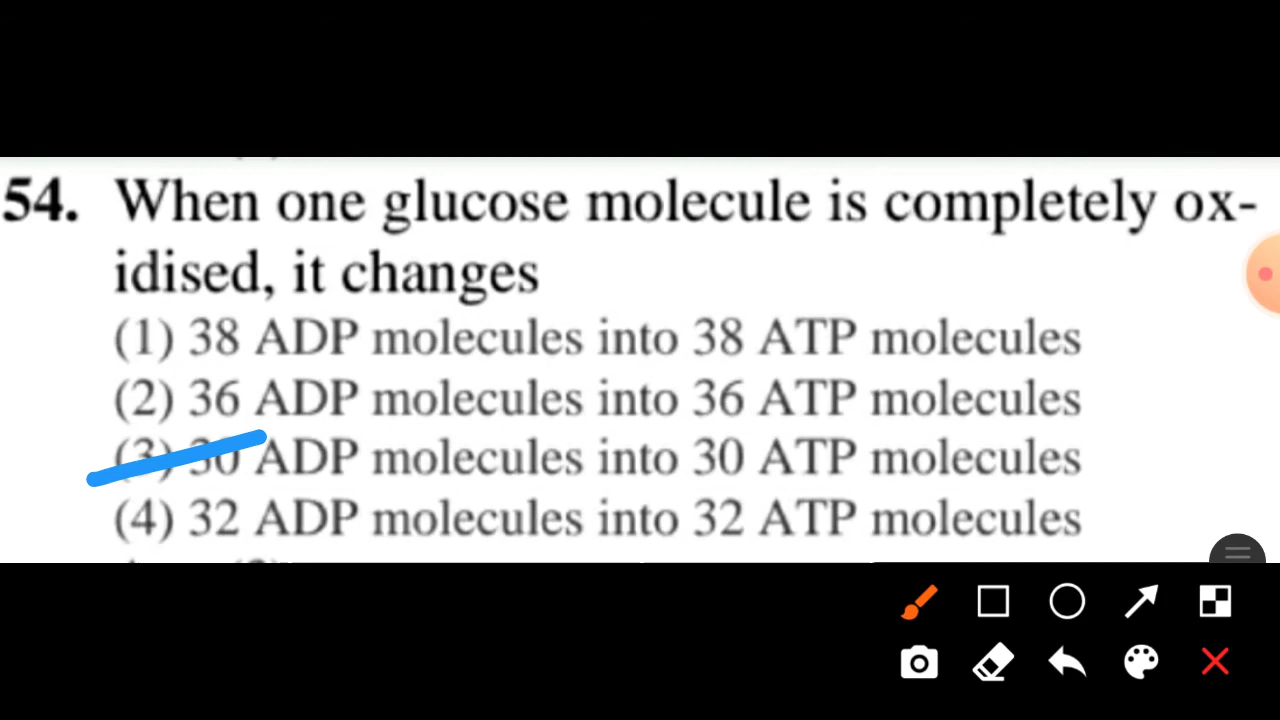 54. When one glucose molecule is completely ox-
idised, it changes
(1) 38 ADP molecules into 38 ATP molecules
(2) 36 ADP molecules into 36 ATP molecules
(3) 30 ADP molecules into 30 ATP molecules
(4) 32 ADP molecules into 32 ATP molecules